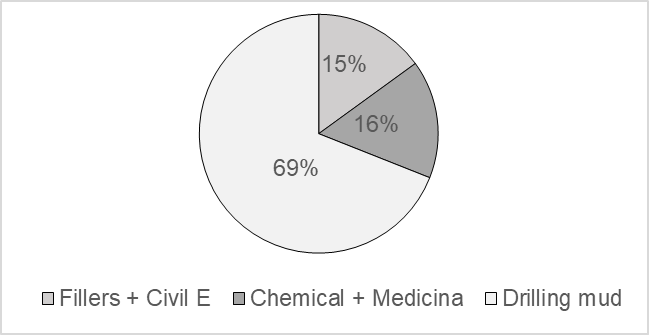 15%
16%
69%
Fillers + Civil E Chemical + Medicina Drilling mud